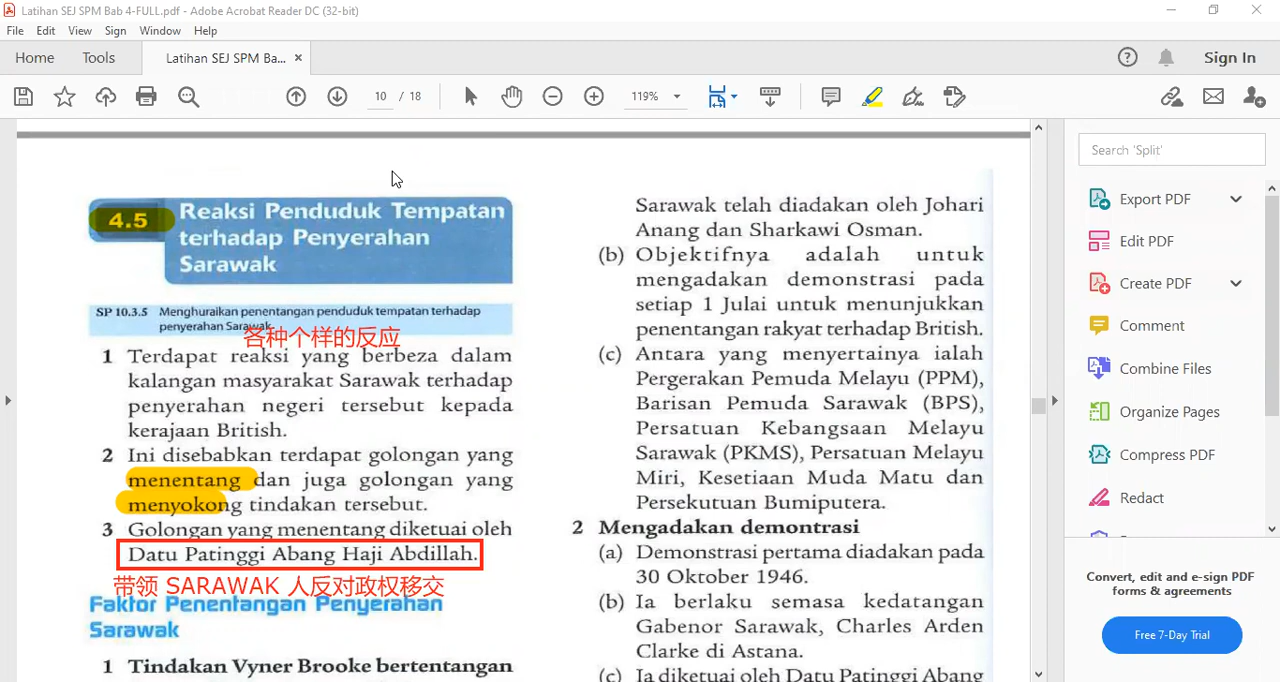 Latihan SEJ SPM Bab 4-FULL.pdf - Adobe Acrobat Reader DC (32-bit)
File Edit View Sign Window Help
Home Tools Latihan SEJ SPM Ba... × Sign In
10 / 18 119%
4.5 Reaksi Penduduk Tempatan
terhadap Penyerahan
Sarawak
SP 10.3.5 Menghuraikan penentangan penduduk tempatan terhadap
penyerahan Sarawak
各种个样的反应
1 Terdapat reaksi yang berbeza dalam
kalangan masyarakat Sarawak terhadap
penyerahan negeri tersebut kepada
kerajaan British.
2 Ini disebabkan terdapat golongan yang
menentang dan juga golongan yang
menyokong tindakan tersebut.
3 Golongan yang menentang diketuai oleh
Datu Patinggi Abang Haji Abdillah.
带领 SARAWAK 人反对政权移交
Faktor Penentangan Penyerahan
Sarawak
1 Tindakan Vyner Brooke bertentangan
Sarawak telah diadakan oleh Johari
Anang dan Sharkawi Osman.
(b) Objektifnya adalah untuk
mengadakan demonstrasi pada
setiap 1 Julai untuk menunjukkan
penentangan rakyat terhadap British.
(c) Antara yang menyertainya ialah
Pergerakan Pemuda Melayu (PPM),
Barisan Pemuda Sarawak (BPS),
Persatuan Kebangsaan Melayu
Sarawak (PKMS), Persatuan Melayu
Miri, Kesetiaan Muda Matu dan
Persekutuan Bumiputera.
2 Mengadakan demontrasi
(a) Demonstrasi pertama diadakan pada
30 Oktober 1946.
(b) Ia berlaku semasa kedatangan
Gabenor Sarawak, Charles Arden
Clarke di Astana.
(c) Ia diketuai oleh Datu Patinggi Abang
Search 'Split'
Export PDF
Edit PDF
Create PDF
Comment
Combine Files
Organize Pages
Compress PDF
Redact
Convert, edit and e-sign PDF
forms & agreements
Free 7-Day Trial